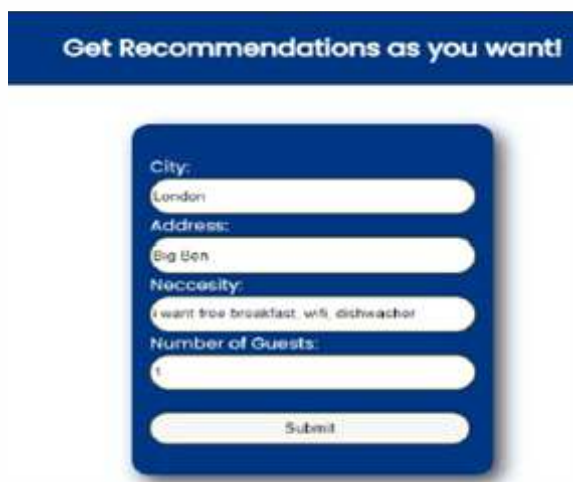 Get Recommendations as you want!
City:
London
Address:
Big Ben
Neccesity:
i want free breakfast, wifi, dishwacher
Number of Guests:
1
Submit